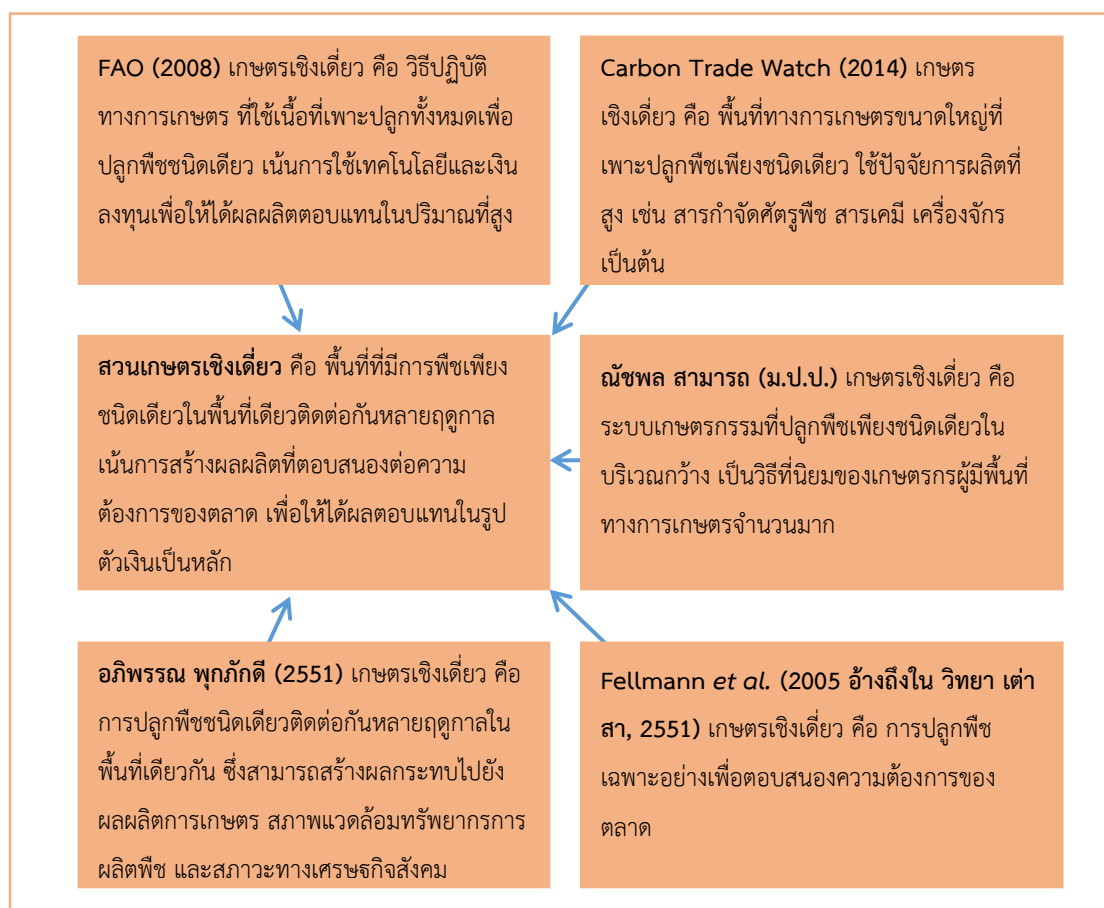 FAO (2008) เกษตรเชิงเดี่ยว คือ วิธีปฏิบัติ
ทางการเกษตร ที่ใช้เนื้อที่เพาะปลูกทั้งหมดเพื่อ
ปลูกพืชชนิดเดียว เน้นการใช้เทคโนโลยีและเงิน
ลงทุนเพื่อให้ได้ผลผลิตตอบแทนในปริมาณที่สูง
Carbon Trade Watch (2014) เกษตร
เชิงเดี่ยว คือ พื้นที่ทางการเกษตรขนาดใหญ่ที่
เพาะปลูกพืชเพียงชนิดเดียว ใช้ปัจจัยการผลิตที่
สูง เช่น สารกำจัดศัตรูพืช สารเคมี เครื่องจักร
เป็นต้น
สวนเกษตรเชิงเดี่ยว คือ พื้นที่ที่มีการพืชเพียง
ชนิดเดียวในพื้นที่เดียวติดต่อกันหลายฤดูกาล
เน้นการสร้างผลผลิตที่ตอบสนองต่อความ
ต้องการของตลาด เพื่อให้ได้ผลตอบแทนในรูป
ตัวเงินเป็นหลัก
ณัชพล สามารถ (ม.ป.ป.) เกษตรเชิงเดี่ยว คือ
ระบบเกษตรกรรมที่ปลูกพืชเพียงชนิดเดียวใน
บริเวณกว้าง เป็นวิธีที่นิยมของเกษตรกรผู้มีพื้นที่
ทางการเกษตรจำนวนมาก
อภิพรรณ พุกภักดี (2551) เกษตรเชิงเดี่ยว คือ
การปลูกพืชชนิดเดียวติดต่อกันหลายฤดูกาลใน
พื้นที่เดียวกัน ซึ่งสามารถสร้างผลกระทบไปยัง
ผลผลิตการเกษตร สภาพแวดล้อมทรัพยากรการ
ผลิตพืช และสภาวะทางเศรษฐกิจสังคม
Fellmann et al. (2005 อ้างถึงใน วิทยา เต่า
สา, 2551) เกษตรเชิงเดี่ยว คือ การปลูกพืช
เฉพาะอย่างเพื่อตอบสนองความต้องการของ
ตลาด